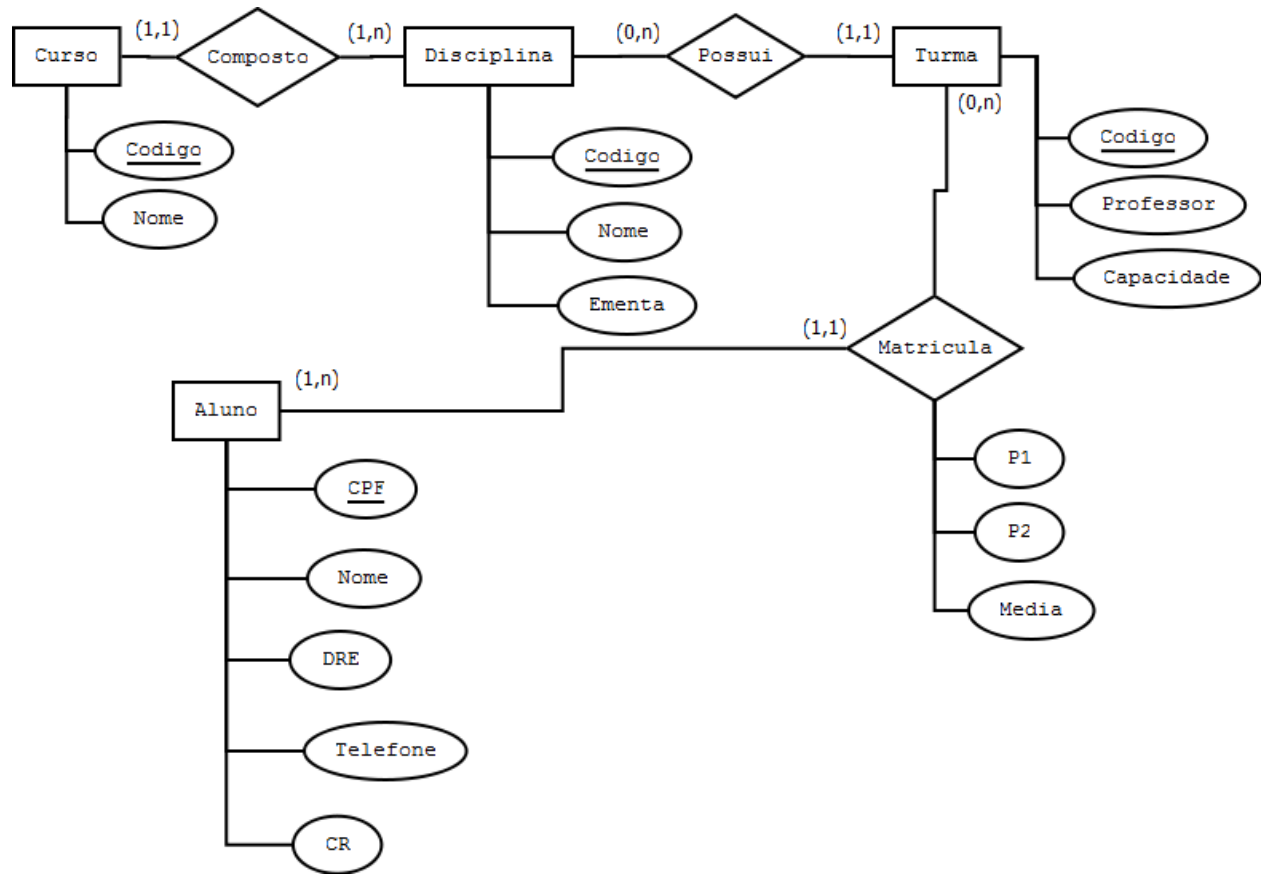 (1,1)
(1,n)
(0,n)
(1,1)
Curso
Composto
Disciplina
Possui
Turma
(0,n)
Codigo
Nome
Codigo
Nome
Ementa
Codigo
Professor
Capacidade
(1,1)
Matricula
(1,n)
Aluno
P1
P2
Media
CPF
Nome
DRE
Telefone
CR